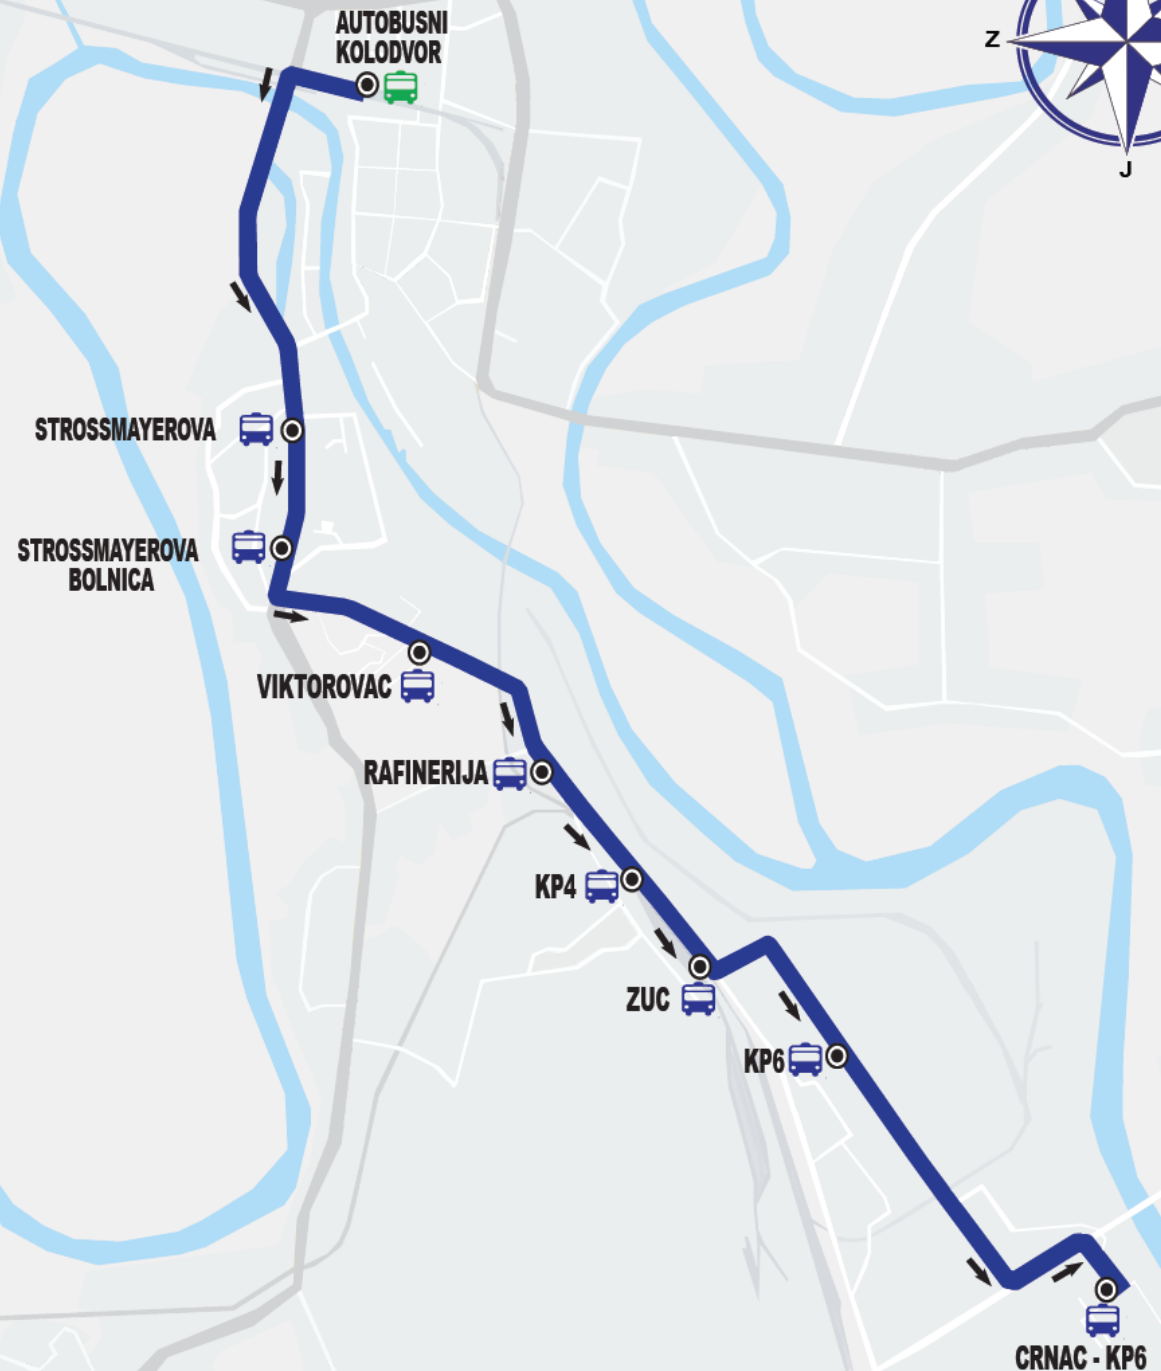 AUTOBUSNI
KOLODVOR
Z
J
STROSSMAYEROVA
STROSSMAYEROVA
BOLNICA
VIKTOROVAC
RAFINERIJA
KP4
ZUC
KP6
CRNAC - KP6